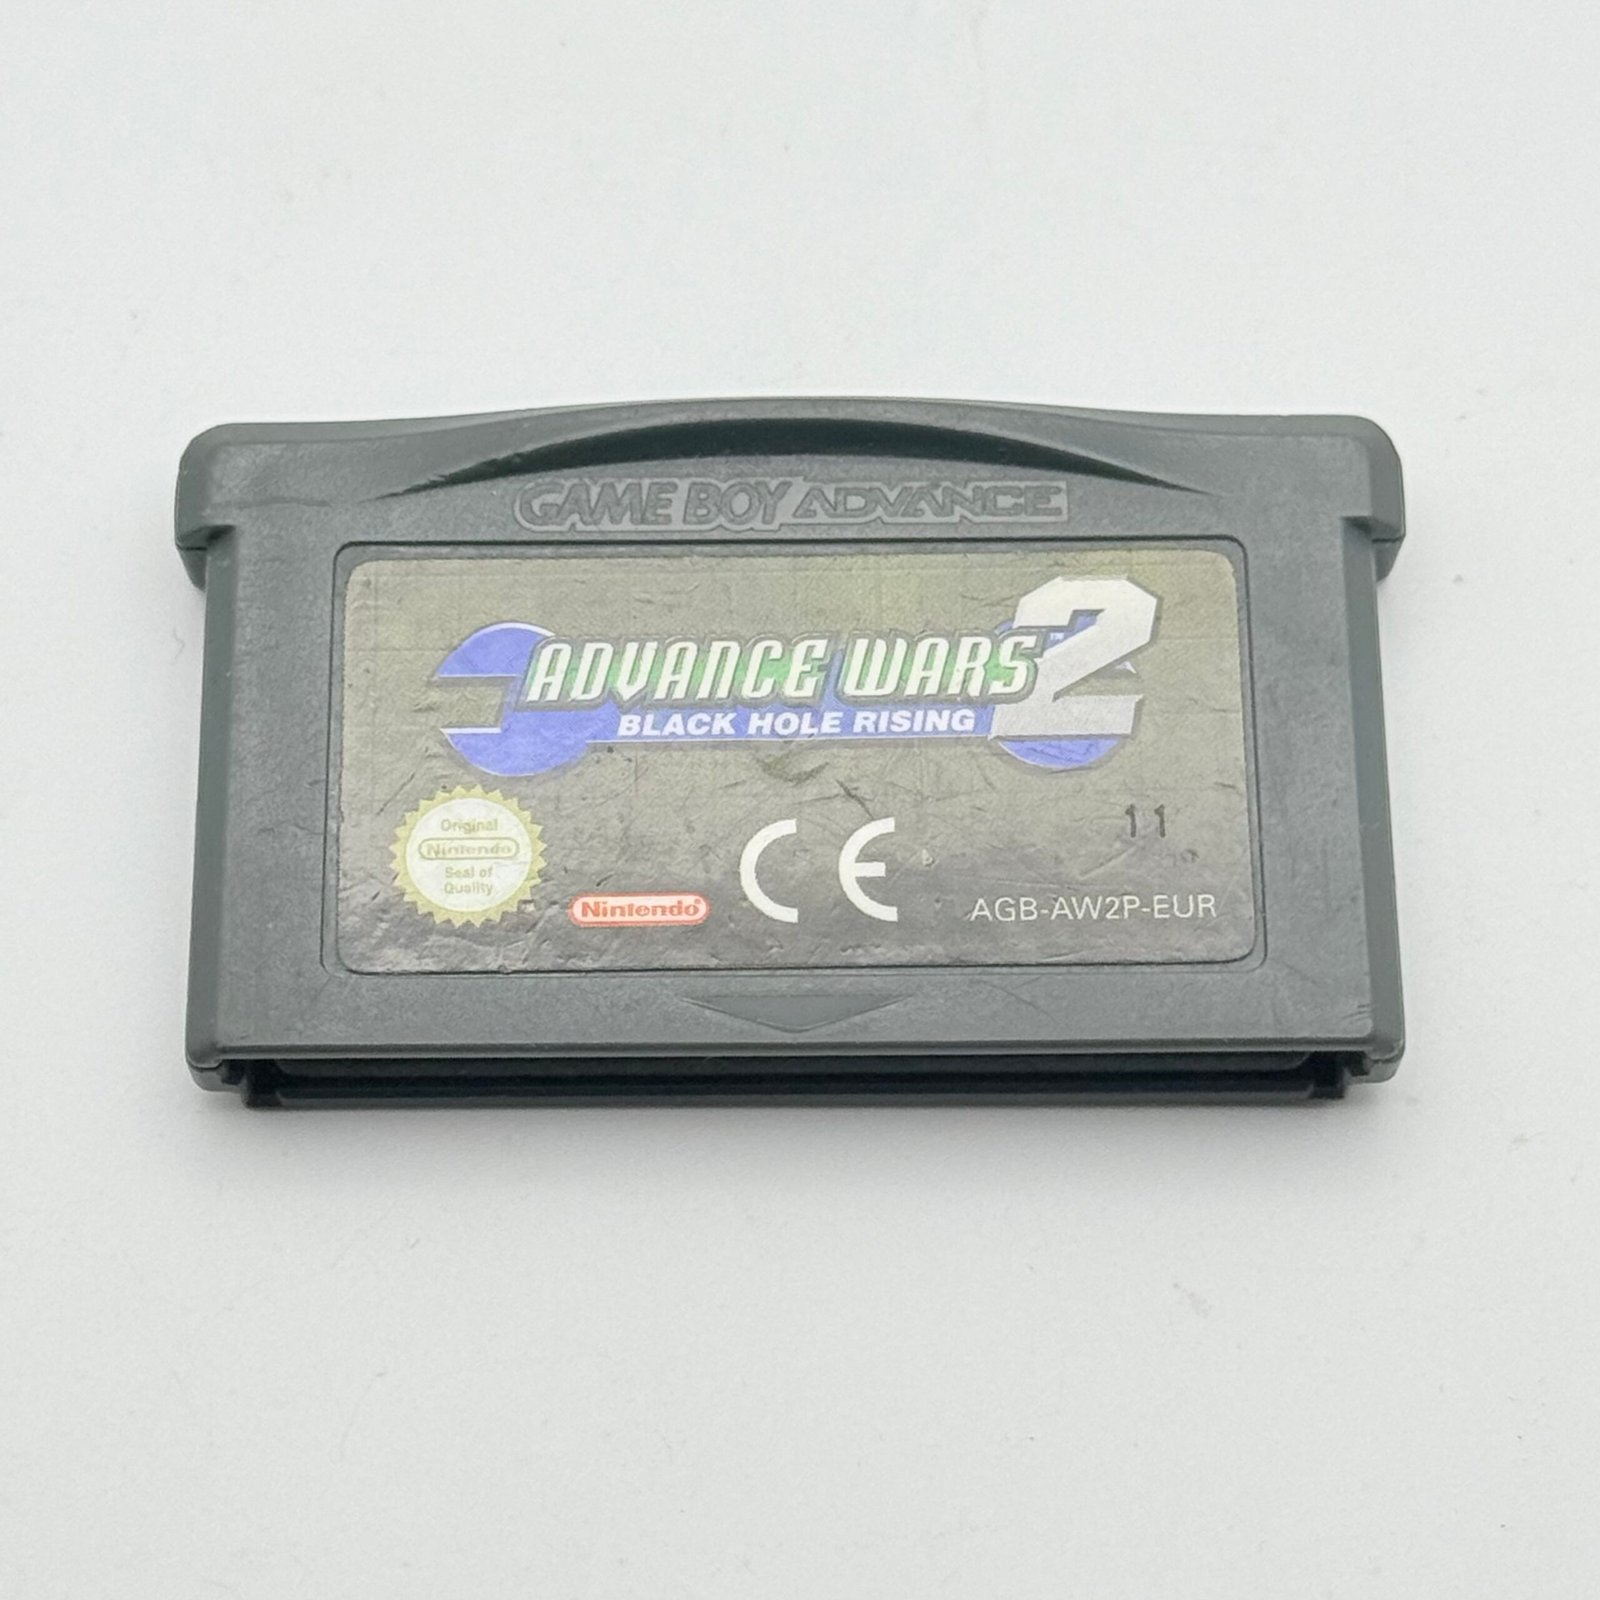 GAME BOY ADVANCE
ADVANCE WARS™ 2
BLACK HOLE RISING
Original
Nintendo
Seal of
Quality
Nintendo®
CE
11
AGB-AW2P-EUR